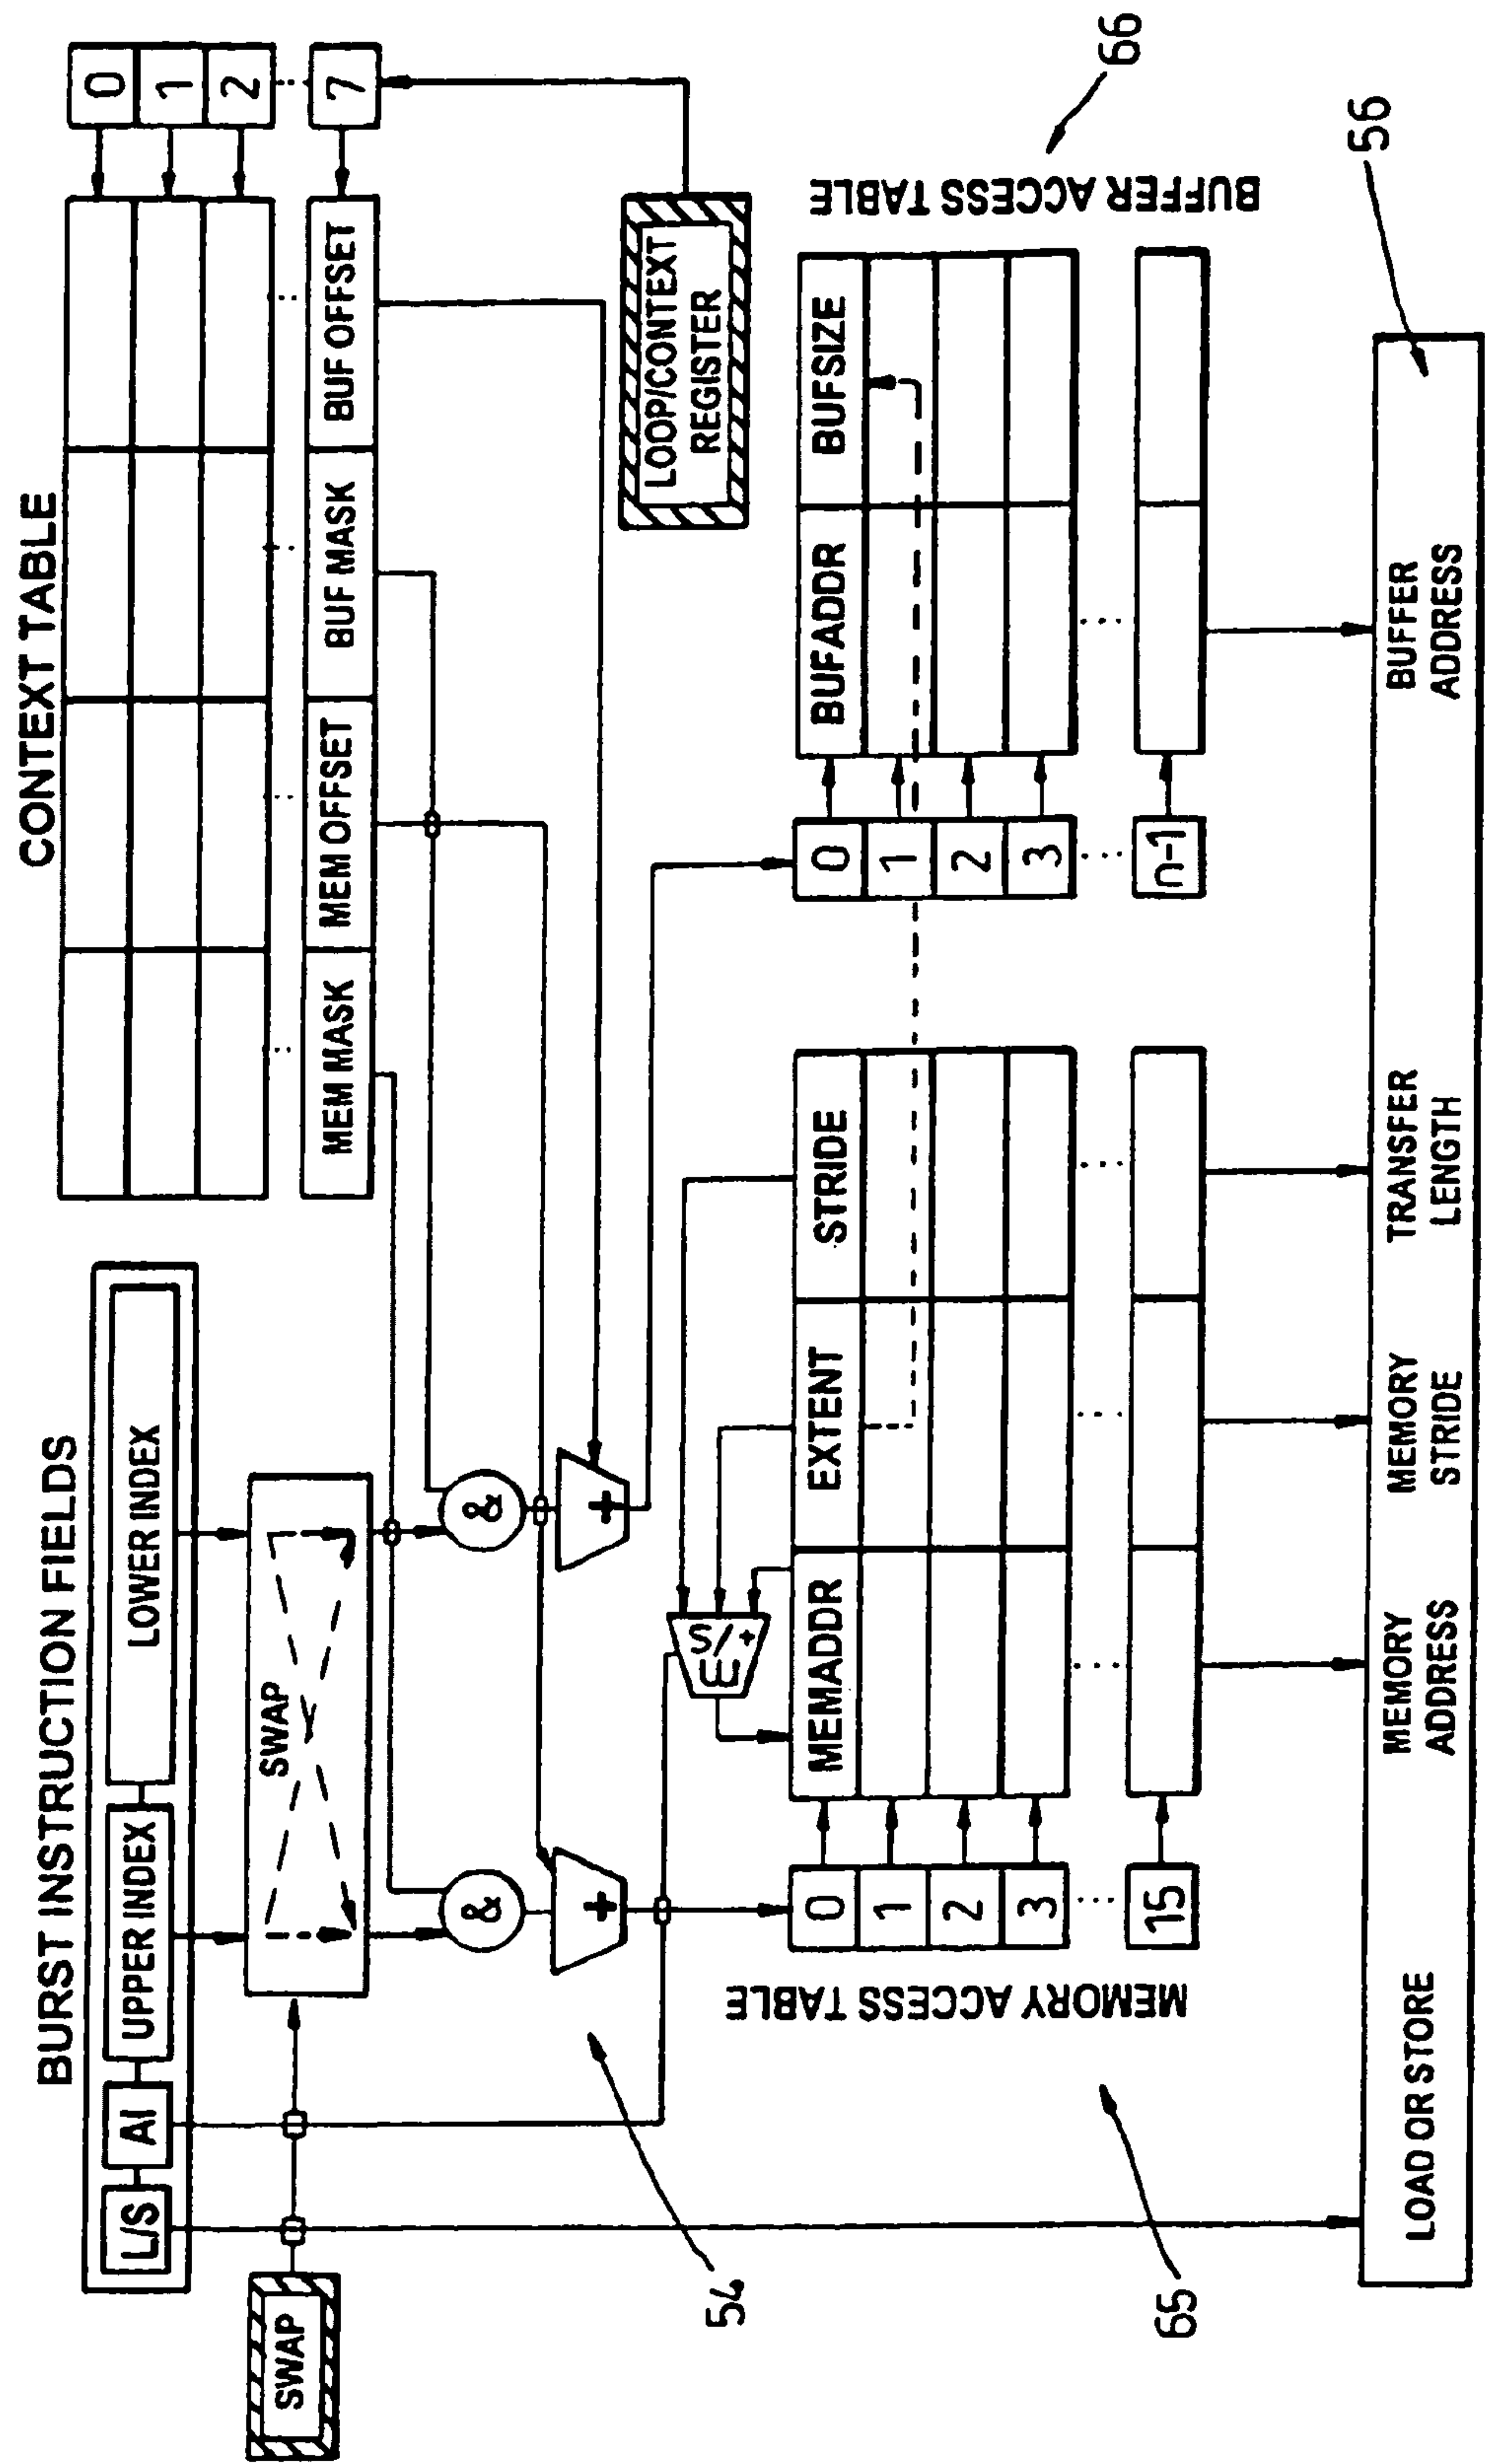 BURST INSTRUCTION FIELDS
L/S
AI
UPPER INDEX
LOWER INDEX
SWAP
SWAP
CONTEXT TABLE
0
1
2
7
MEM MASK
MEM OFFSET
BUF MASK
BUF OFFSET
&
&
+
+
LOOP/CONTEXT
REGISTER
54
E/S
+
MEMORY ACCESS TABLE
65
MEMADDR
EXTENT
STRIDE
0
1
2
3
15
BUFFER ACCESS TABLE
66
BUFADDR
BUFSIZE
0
1
2
3
n-1
LOAD OR STORE
MEMORY
ADDRESS
MEMORY
STRIDE
TRANSFER
LENGTH
BUFFER
ADDRESS
56